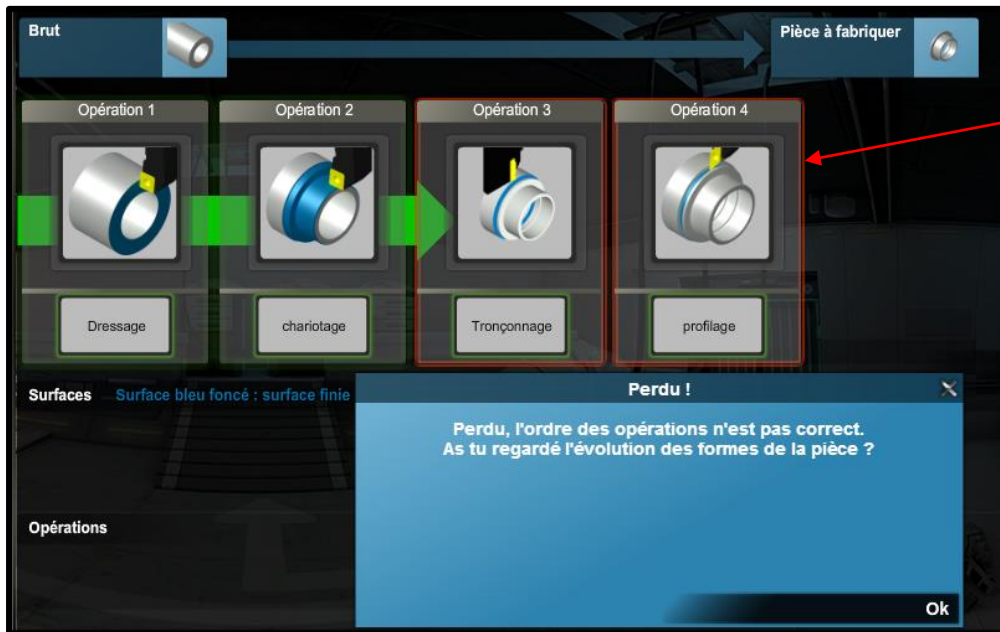 Brut
Pièce à fabriquer
Opération 1
Opération 2
Opération 3
Opération 4
Dressage
chariotage
Tronçonnage
profilage
Surfaces
Surface bleu foncé : surface finie
Perdu !
Perdu, l'ordre des opérations n'est pas correct.
As tu regardé l'évolution des formes de la pièce ?
Opérations
Ok